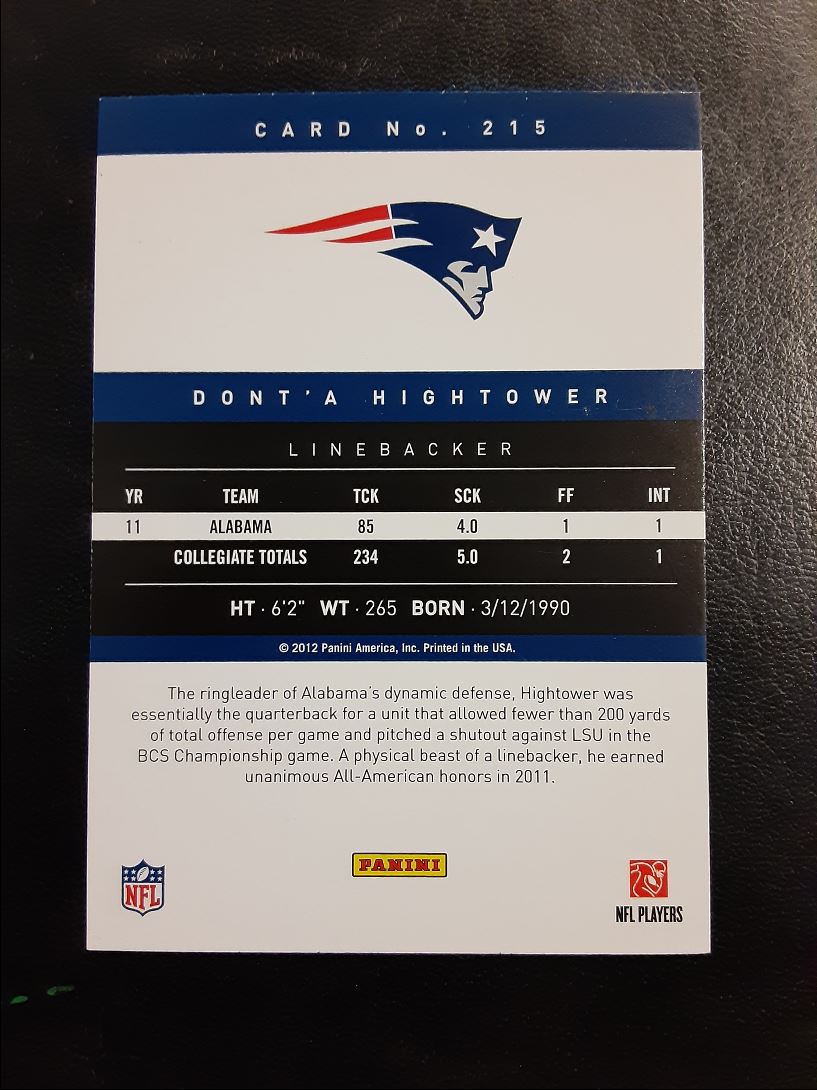 CARD No. 215
DONT'A HIGHTOWER
LINEBACKER
YR TEAM TCK SCK FF INT
11 ALABAMA 85 4.0 1 1
COLLEGIATE TOTALS 234 5.0 2 1
HT · 6'2" WT · 265 BORN · 3/12/1990
© 2012 Panini America, Inc. Printed in the USA.
The ringleader of Alabama's dynamic defense, Hightower was
essentially the quarterback for a unit that allowed fewer than 200 yards
of total offense per game and pitched a shutout against LSU in the
BCS Championship game. A physical beast of a linebacker, he earned
unanimous All-American honors in 2011.
PANINI
NFL
NFL PLAYERS